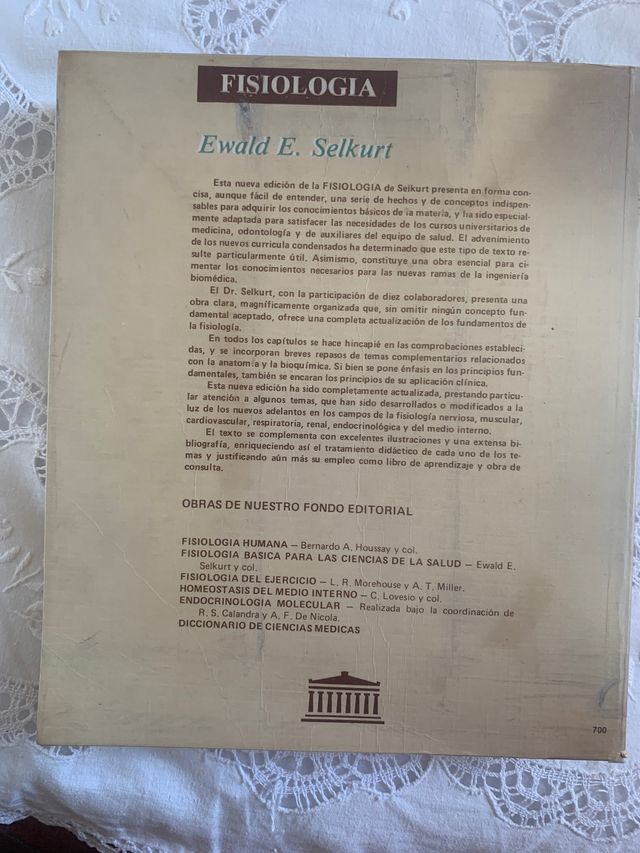 FISIOLOGIA
Ewald E. Selkurt
Esta nueva edición de la FISIOLOGIA de Selkurt presenta en forma con-
cisa, aunque fácil de entender, una serie de hechos y de conceptos indispen-
sables para adquirir los conocimientos básicos de la materia, y ha sido especial-
mente adaptada para satisfacer las necesidades de los cursos universitarios de
medicina, odontología y de auxiliares del equipo de salud. El advenimiento
de los nuevos curricula condensados ha determinado que este tipo de texto re-
sulte particularmente útil. Asimismo, constituye una obra esencial para ci-
mentar los conocimientos necesarios para las nuevas ramas de la ingeniería
biomédica.
El Dr. Selkurt, con la participación de diez colaboradores, presenta una
obra clara, magníficamente organizada que, sin omitir ningún concepto fun-
damental aceptado, ofrece una completa actualización de los fundamentos de
la fisiología.
En todos los capítulos se hace hincapié en las comprobaciones estableci-
das, y se incorporan breves repasos de temas complementarios relacionados
con la anatomía y la bioquímica. Si bien se pone énfasis en los principios fun-
damentales, también se encaran los principios de su aplicación clínica.
Esta nueva edición ha sido completamente actualizada, prestando particu-
lar atención a algunos temas, que han sido desarrollados o modificados a la
luz de los nuevos adelantos en los campos de la fisiología nerviosa, muscular,
cardiovascular, respiratoria, renal, endocrinológica y del medio interno.
El texto se complementa con excelentes ilustraciones y una extensa bi-
bliografía, enriqueciendo así el tratamiento didáctico de cada uno de los te-
mas y justificando aún más su empleo como libro de aprendizaje y obra de
consulta.
OBRAS DE NUESTRO FONDO EDITORIAL
FISIOLOGIA HUMANA — Bernardo A. Houssay y col.
FISIOLOGIA BASICA PARA LAS CIENCIAS DE LA SALUD — Ewald E.
Selkurt y col.
FISIOLOGIA DEL EJERCICIO — L. R. Morehouse y A. T. Miller.
HOMEOSTASIS DEL MEDIO INTERNO — C. Lovesio y col.
ENDOCRINOLOGIA MOLECULAR — Realizada bajo la coordinación de
R. S. Calandra y A. F. De Nicola.
DICCIONARIO DE CIENCIAS MEDICAS
700